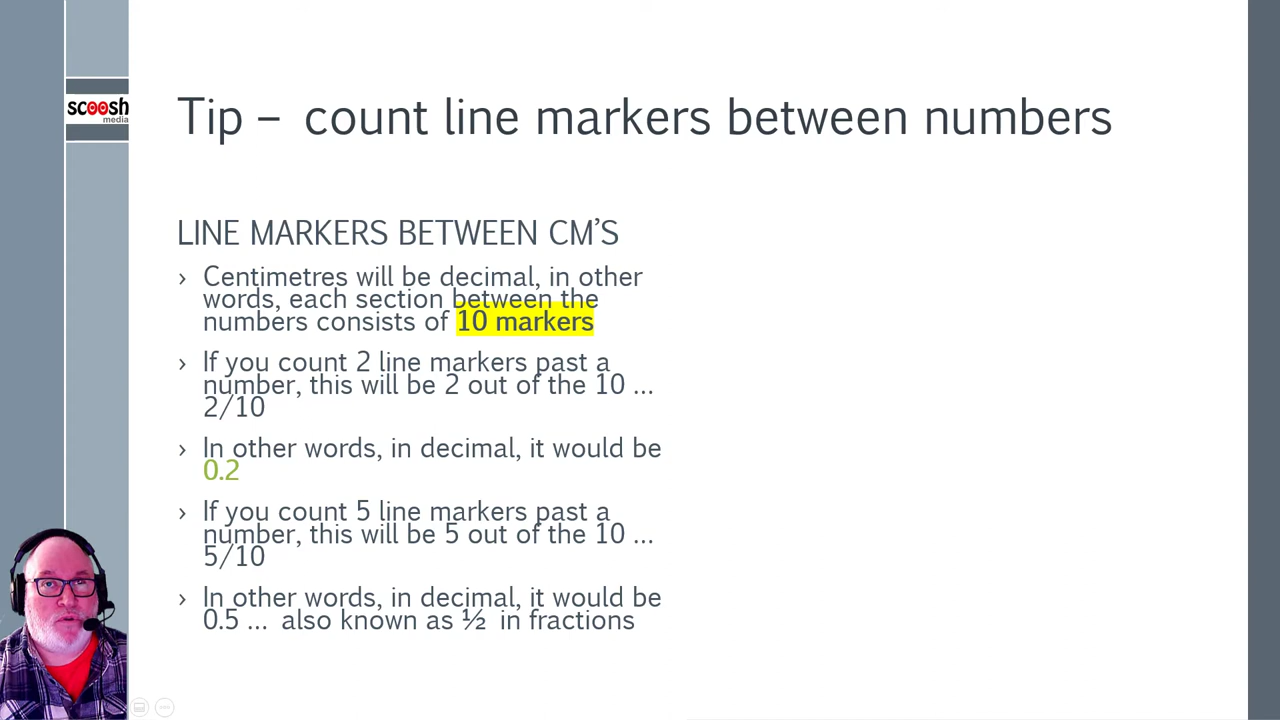 scoosh
media
Tip – count line markers between numbers
LINE MARKERS BETWEEN CM’S
› Centimetres will be decimal, in other
words, each section between the
numbers consists of 10 markers
› If you count 2 line markers past a
number, this will be 2 out of the 10 …
2/10
› In other words, in decimal, it would be
0.2
› If you count 5 line markers past a
number, this will be 5 out of the 10 …
5/10
› In other words, in decimal, it would be
0.5 … also known as ½ in fractions